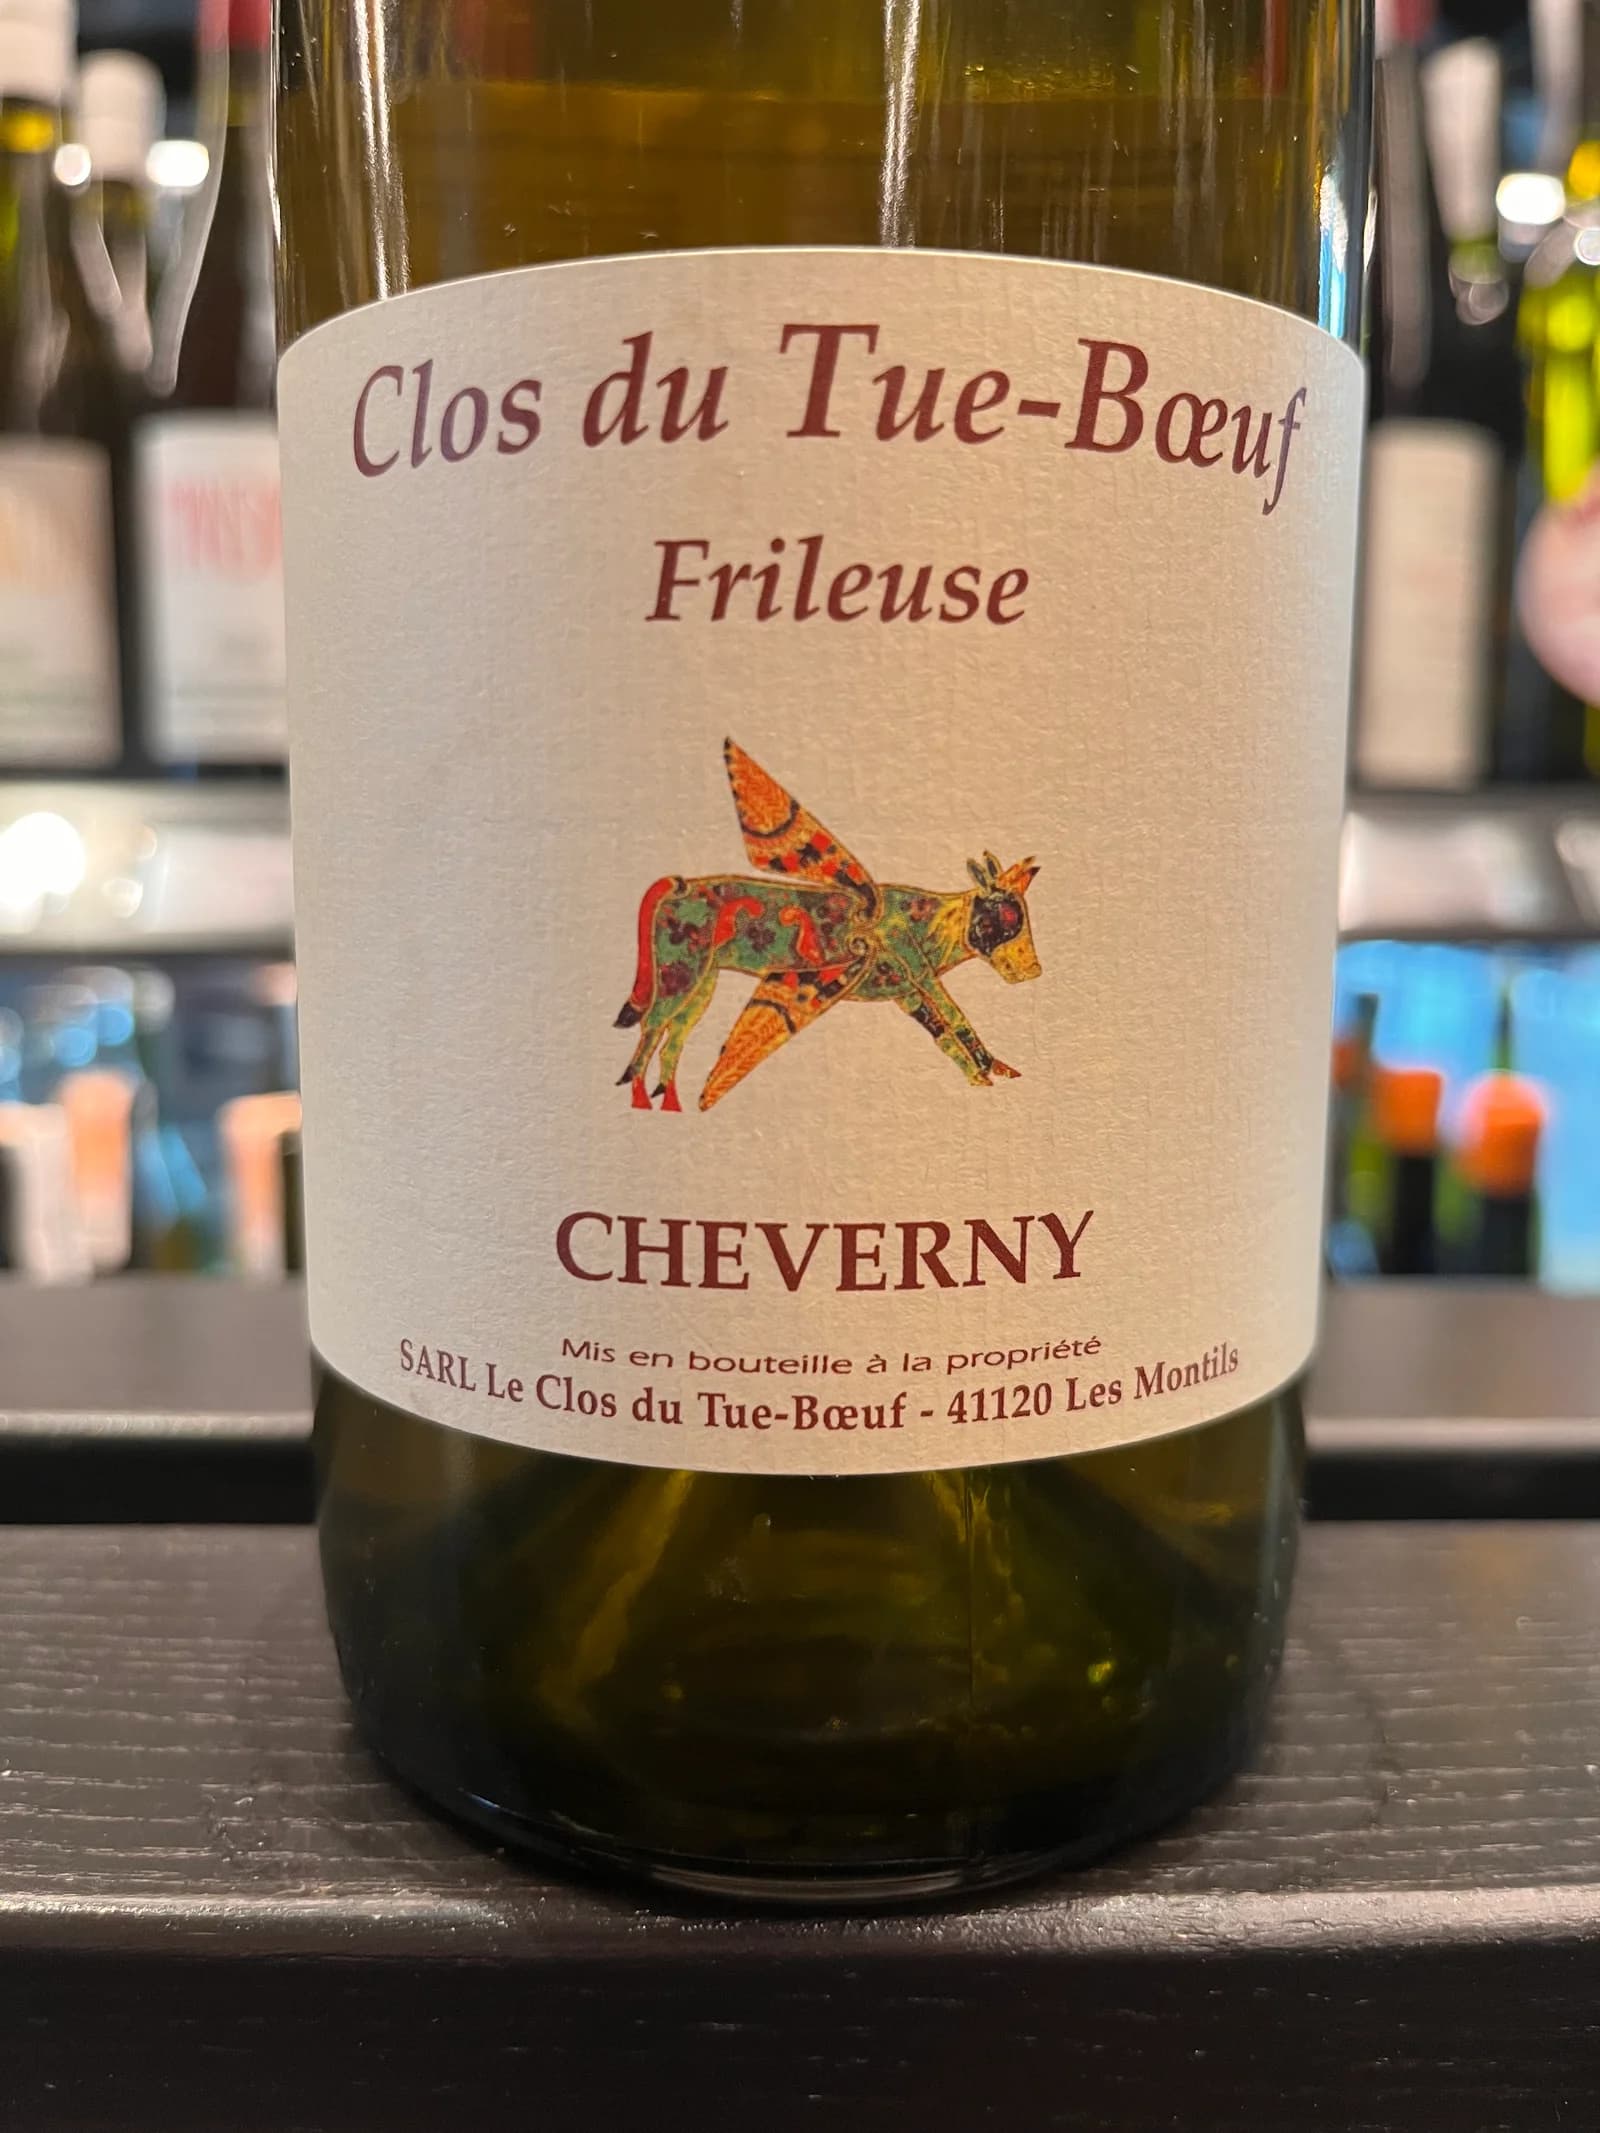 Clos du Tue-Bœuf
Frileuse
CHEVERNY
Mis en bouteille à la propriété
SARL Le Clos du Tue-Bœuf - 41120 Les Montils